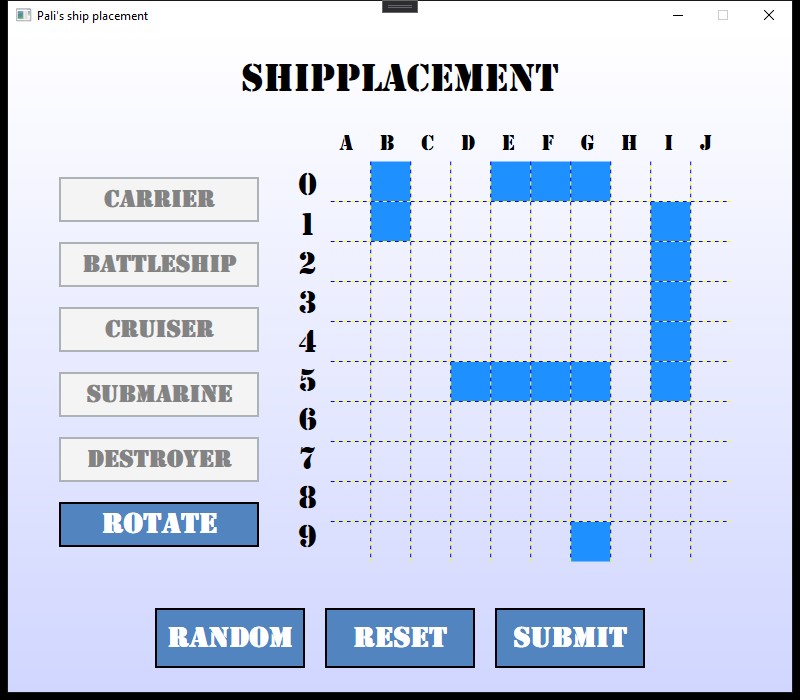 Pali's ship placement
SHIPPLACEMENT
A B C D E F G H I J
0
CARRIER
1
2
BATTLESHIP
3
CRUISER
4
5
SUBMARINE
6
7
DESTROYER
8
ROTATE
9
RANDOM RESET SUBMIT